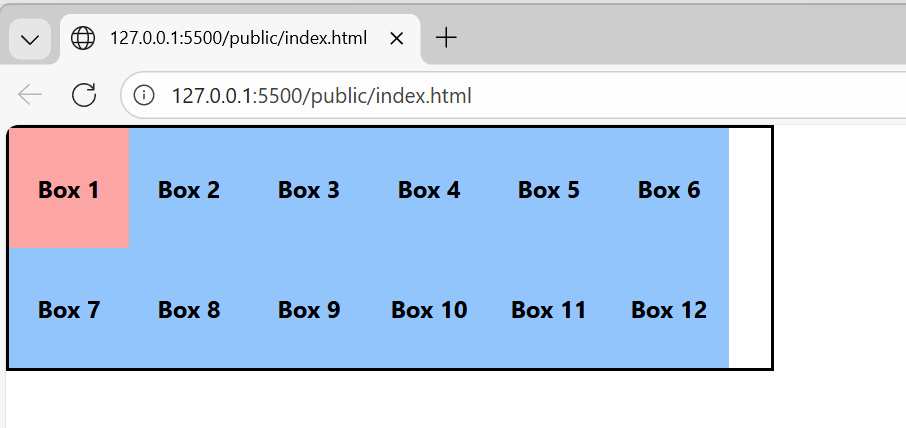 127.0.0.1:5500/public/index.html
127.0.0.1:5500/public/index.html
Box 1 Box 2 Box 3 Box 4 Box 5 Box 6
Box 7 Box 8 Box 9 Box 10 Box 11 Box 12